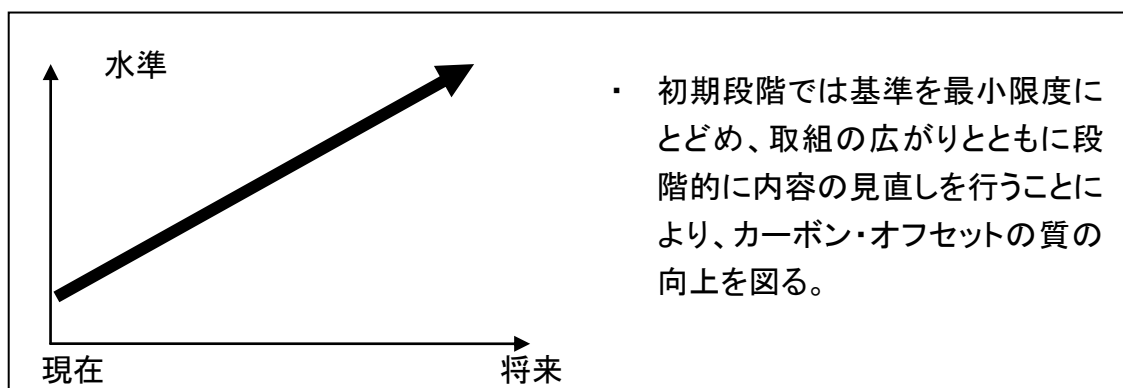 水準
・ 初期段階では基準を最小限度に
とどめ、取組の広がりとともに段
階的に内容の見直しを行うことに
より、カーボン・オフセットの質の
向上を図る。
現在
将来